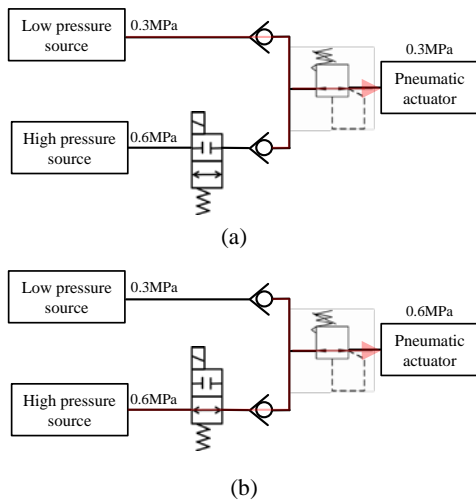 Low pressure
source
0.3MPa
0.3MPa
Pneumatic
actuator
High pressure
source
0.6MPa
(a)
Low pressure
source
0.3MPa
0.6MPa
Pneumatic
actuator
High pressure
source
0.6MPa
(b)